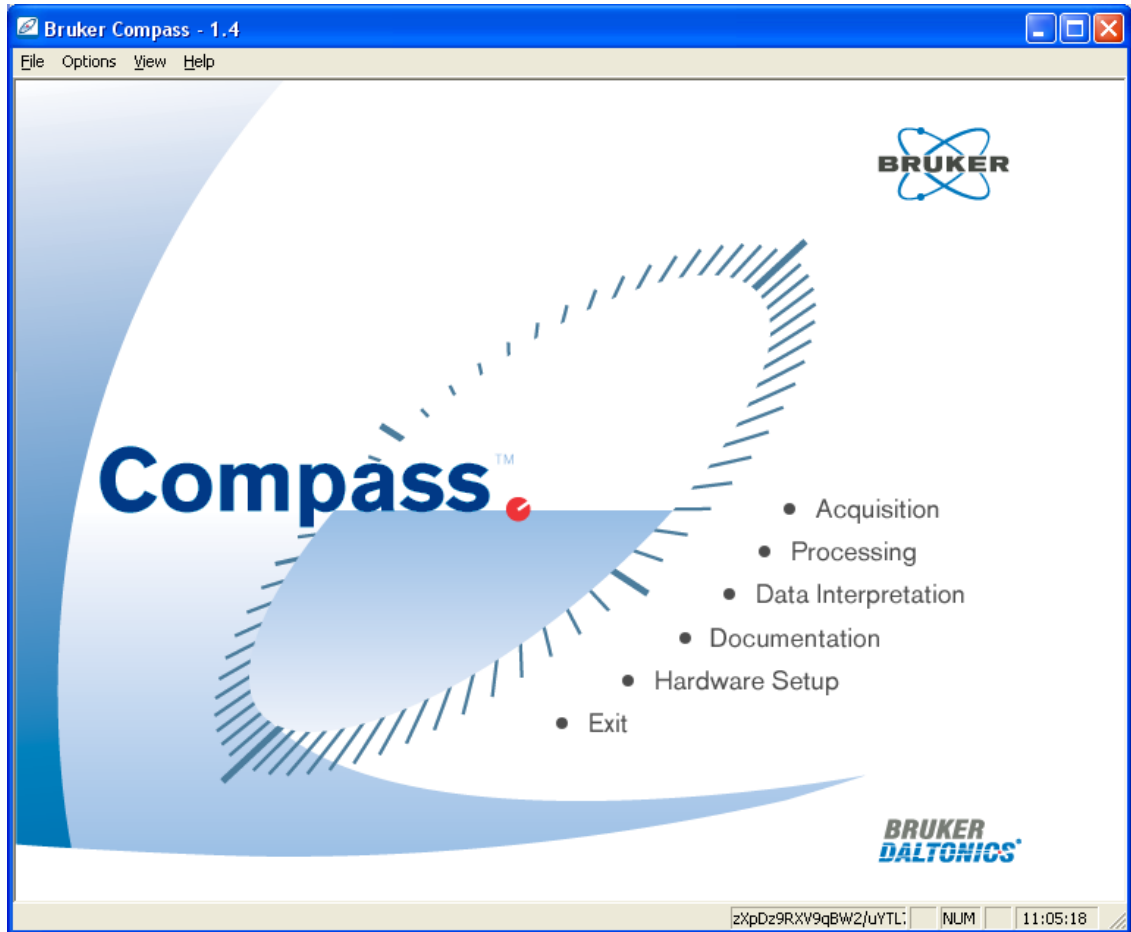 Bruker Compass - 1.4
File Options View Help
BRUKER
Compass™
Acquisition
Processing
Data Interpretation
Documentation
Hardware Setup
Exit
BRUKER
DALTONICS
NUM 11:05:18